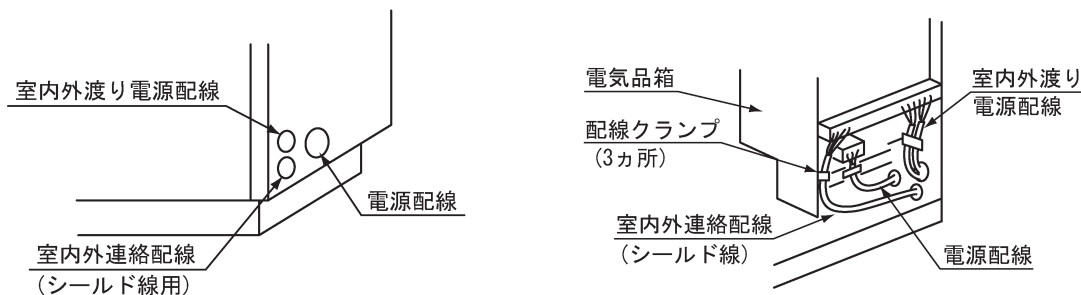 室内外渡り電源配線
電源配線
室内外連絡配線
(シールド線用)
電気品箱
配線クランプ
(3ヵ所)
室内外渡り
電源配線
室内外連絡配線
(シールド線)
電源配線